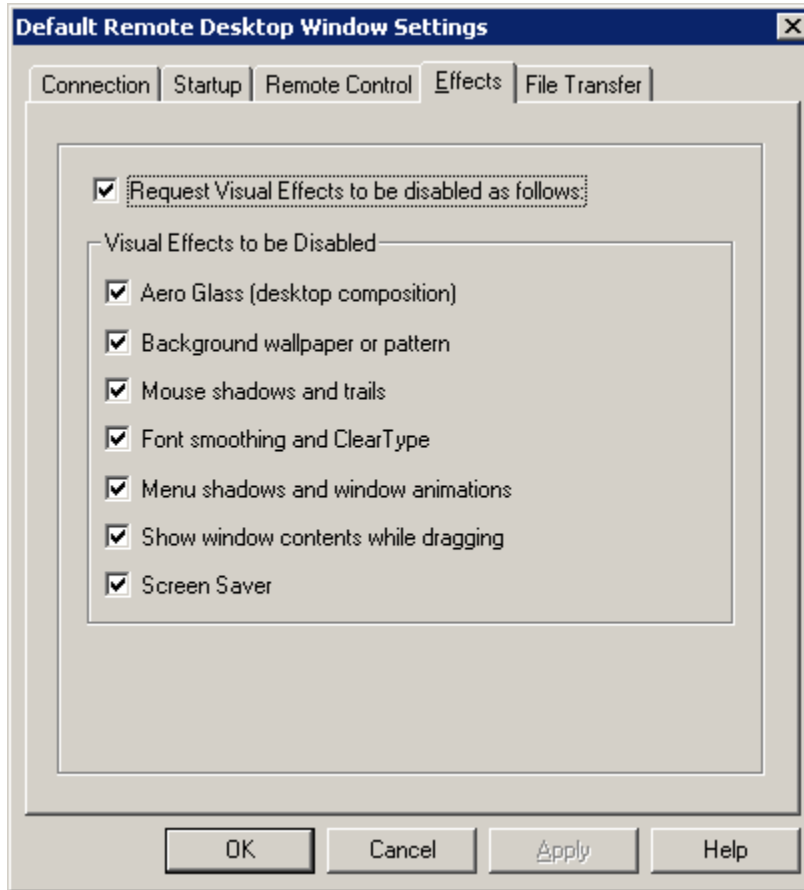 Default Remote Desktop Window Settings
Connection Startup Remote Control Effects File Transfer
Request Visual Effects to be disabled as follows:
Visual Effects to be Disabled
Aero Glass (desktop composition)
Background wallpaper or pattern
Mouse shadows and trails
Font smoothing and ClearType
Menu shadows and window animations
Show window contents while dragging
Screen Saver
OK Cancel Apply Help